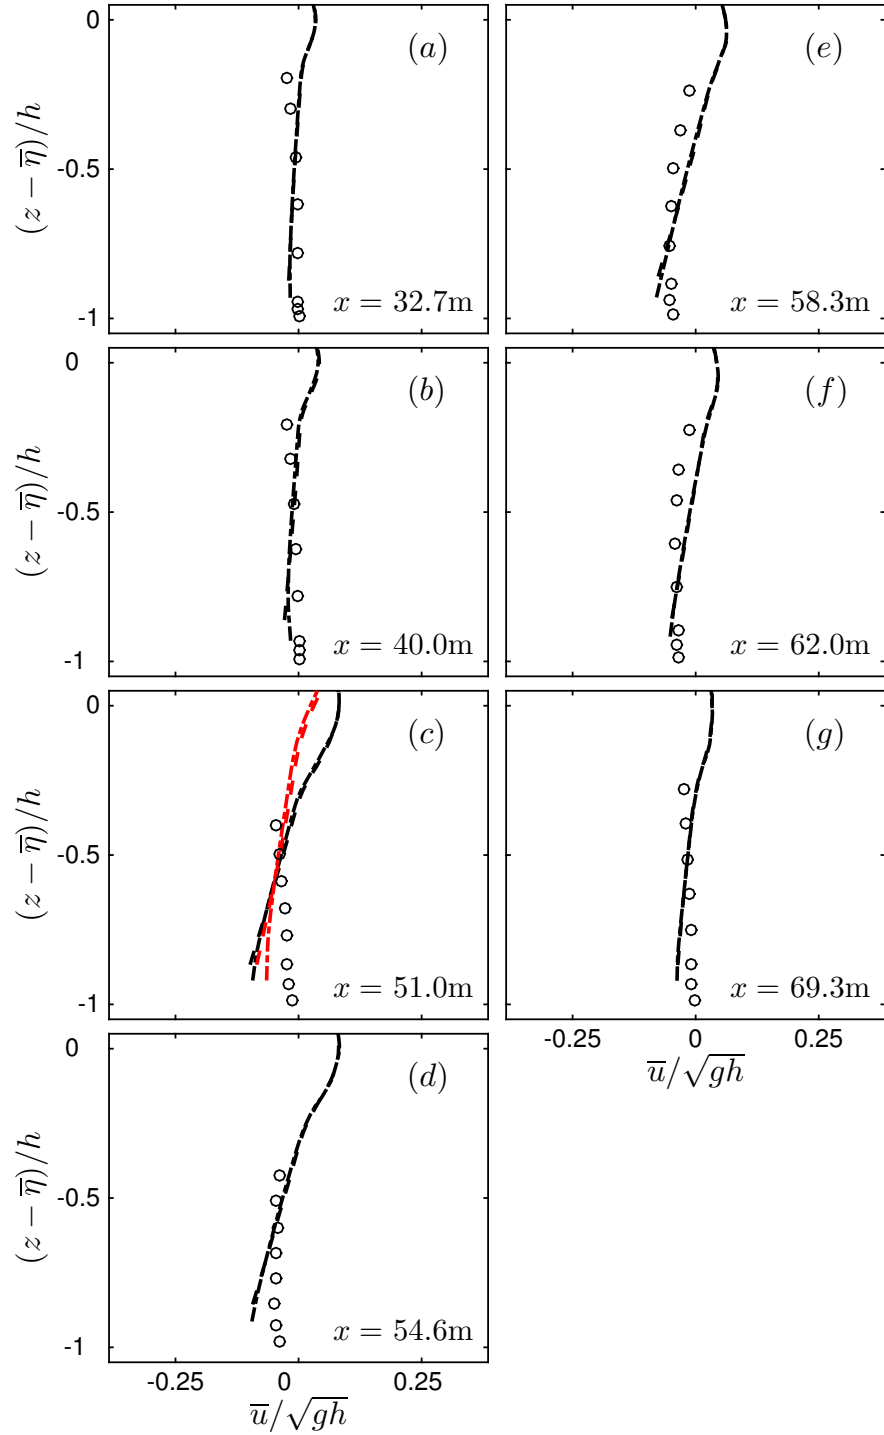 0
(a)
-0.5
(z − η̅)/h
-1
x = 32.7m
0
(b)
-0.5
(z − η̅)/h
-1
x = 40.0m
0
(c)
-0.5
(z − η̅)/h
-1
x = 51.0m
0
(d)
-0.5
(z − η̅)/h
-1
x = 54.6m
-0.25 0 0.25
u̅/√gh
(e)
x = 58.3m
(f)
x = 62.0m
(g)
x = 69.3m
-0.25 0 0.25
u̅/√gh